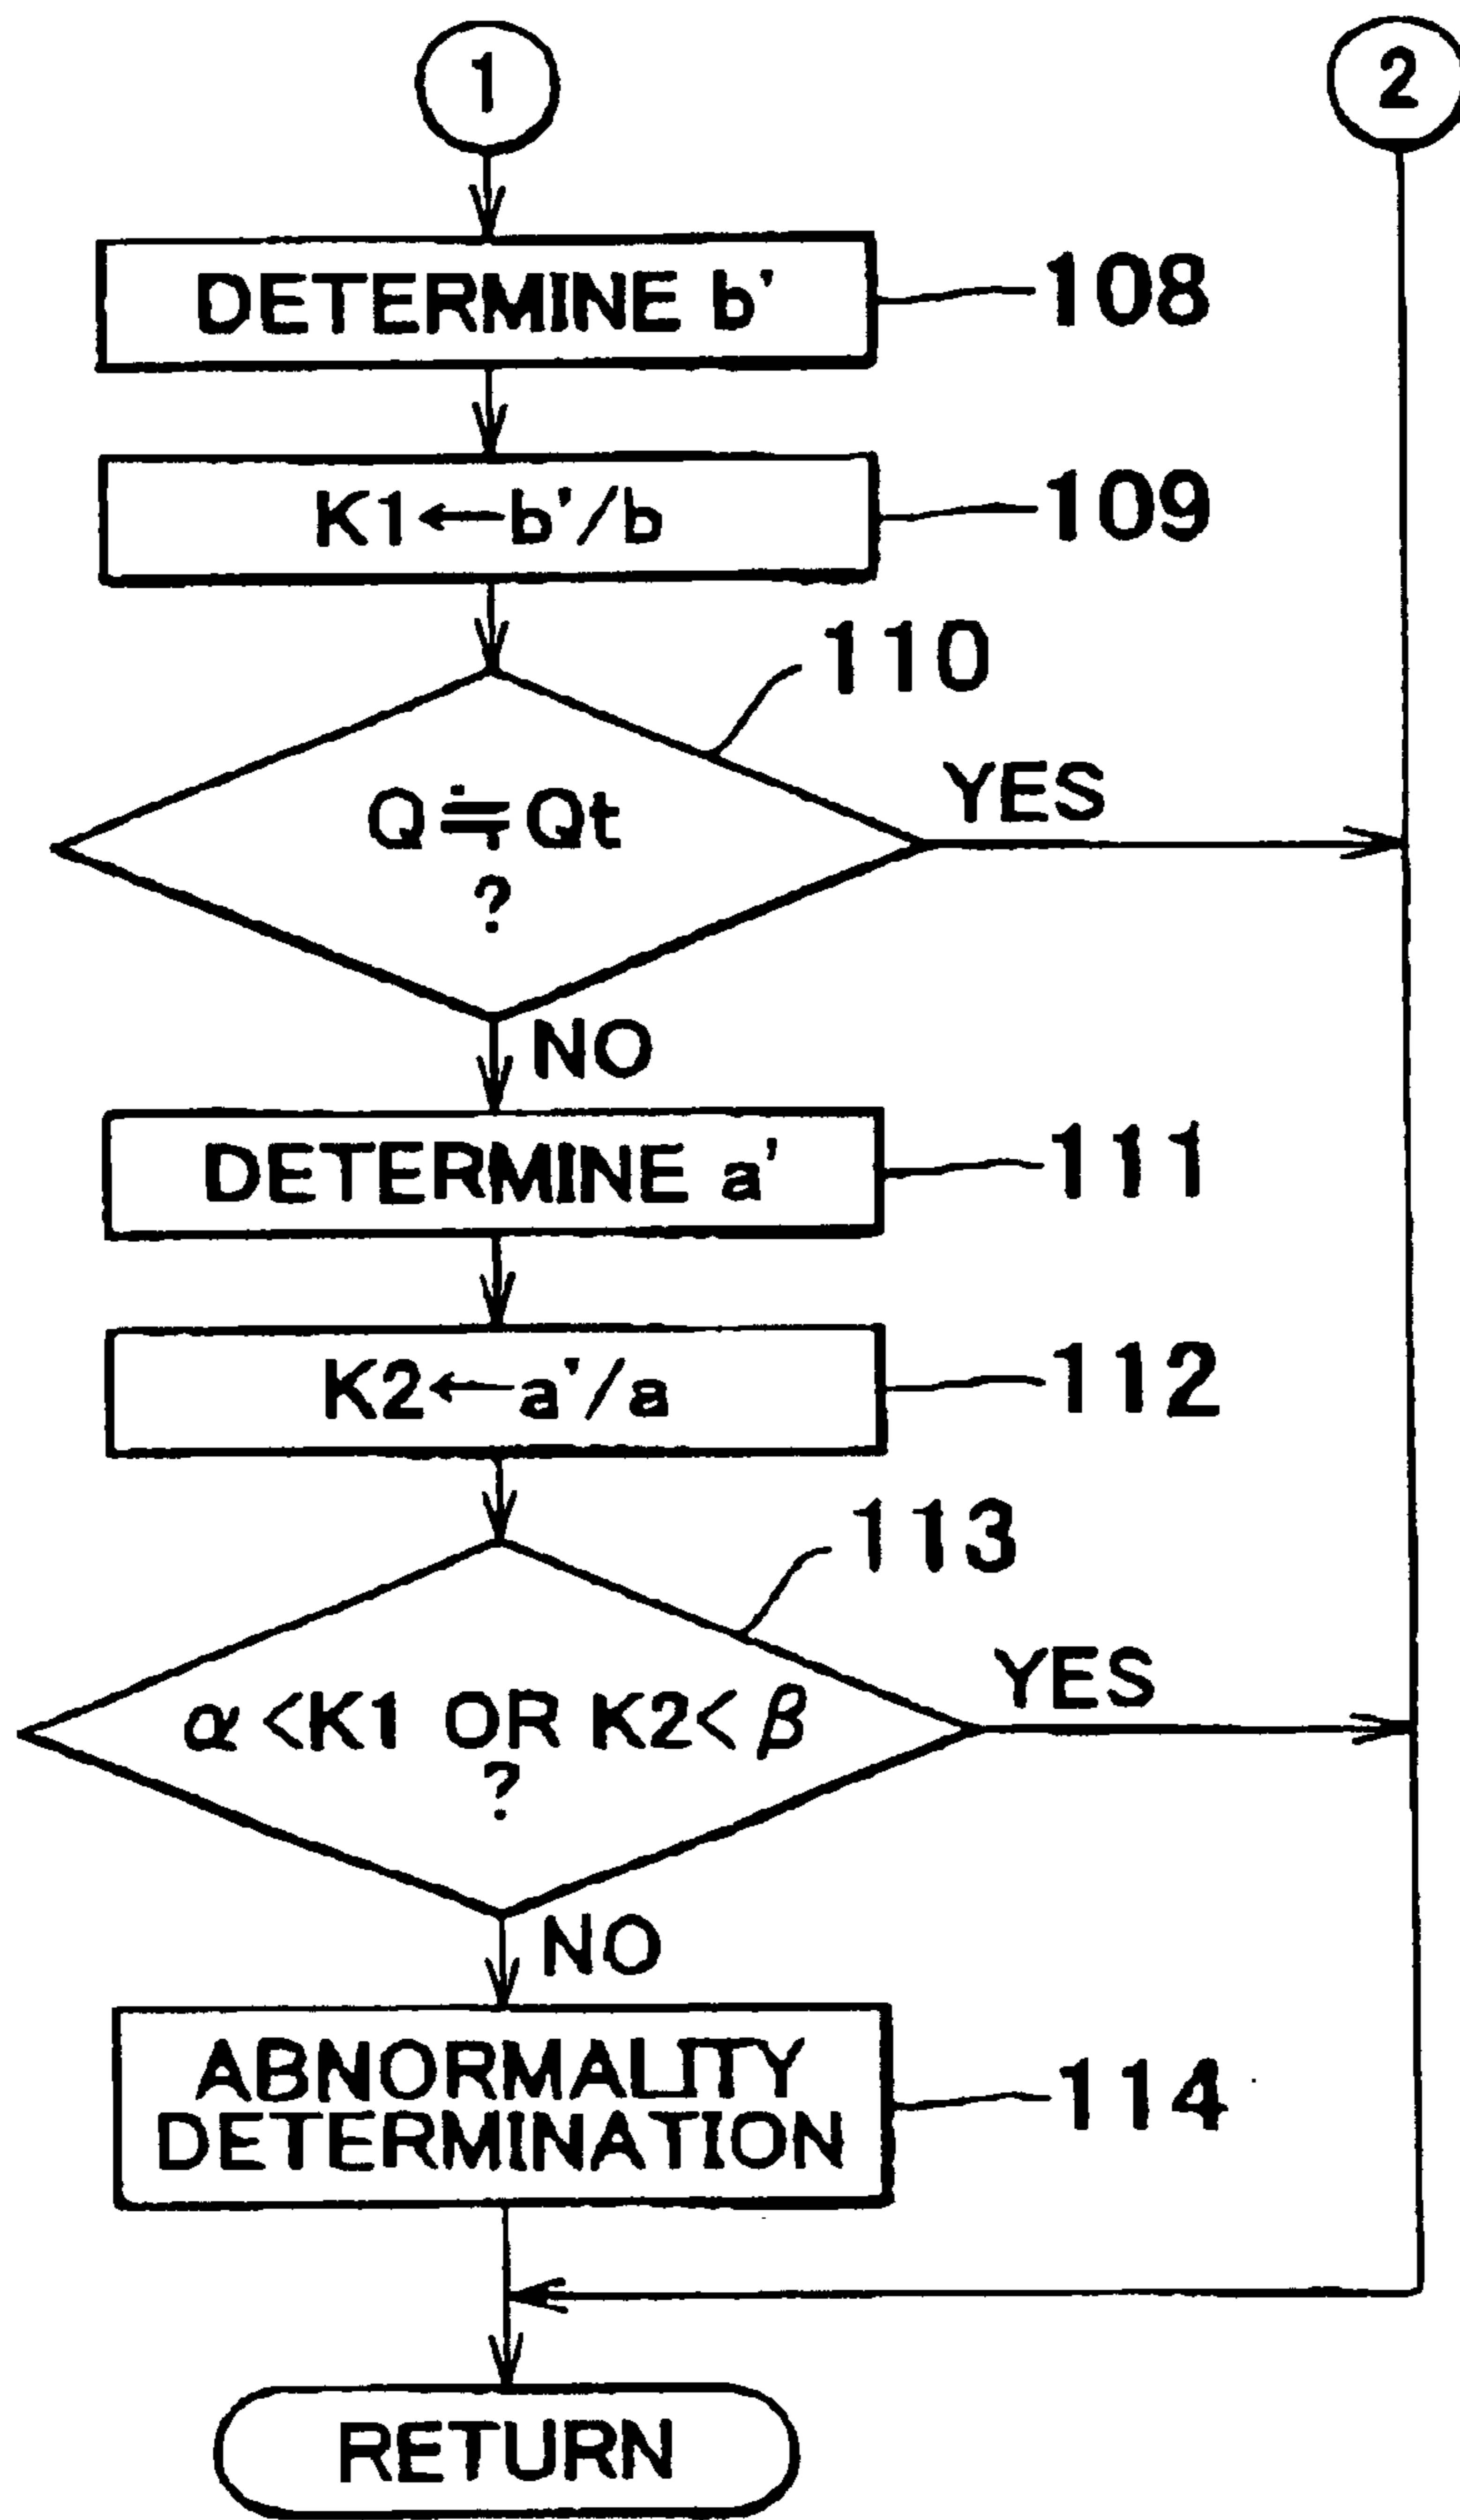 1
2
DETERMINE b'
108
K1←b'/b
109
110
Q≒Qt
?
YES
NO
DETERMINE a'
111
K2←a'/a
112
113
α<K1 OR K2<β
?
YES
NO
ABNORMALITY
DETERMINATION
114
RETURN